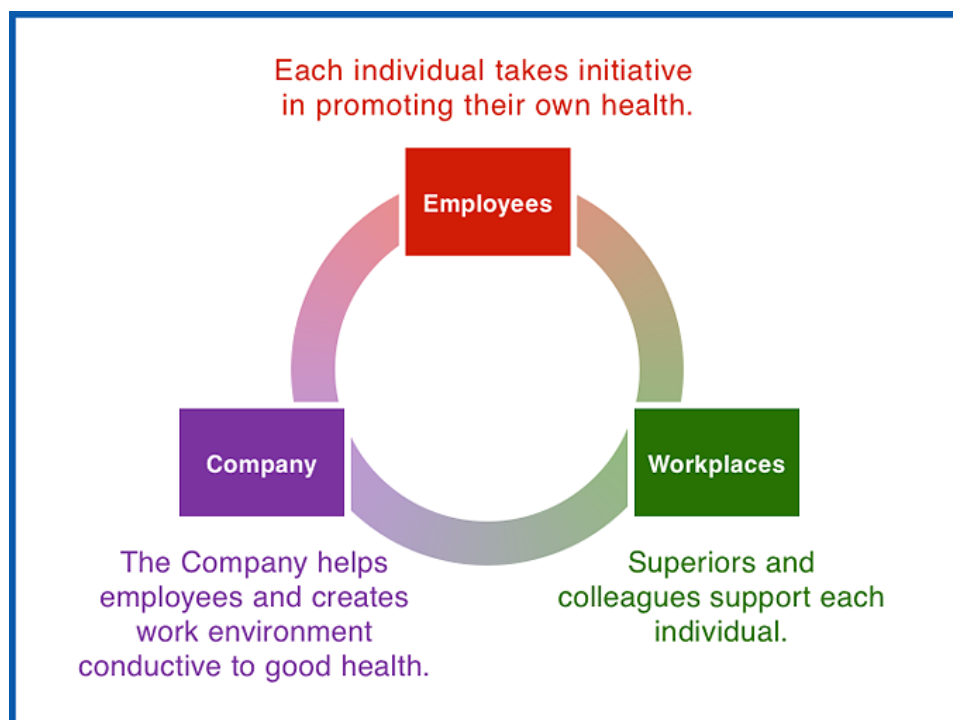 Each individual takes initiative
in promoting their own health.
Employees
Company
Workplaces
The Company helps
employees and creates
work environment
conductive to good health.
Superiors and
colleagues support each
individual.